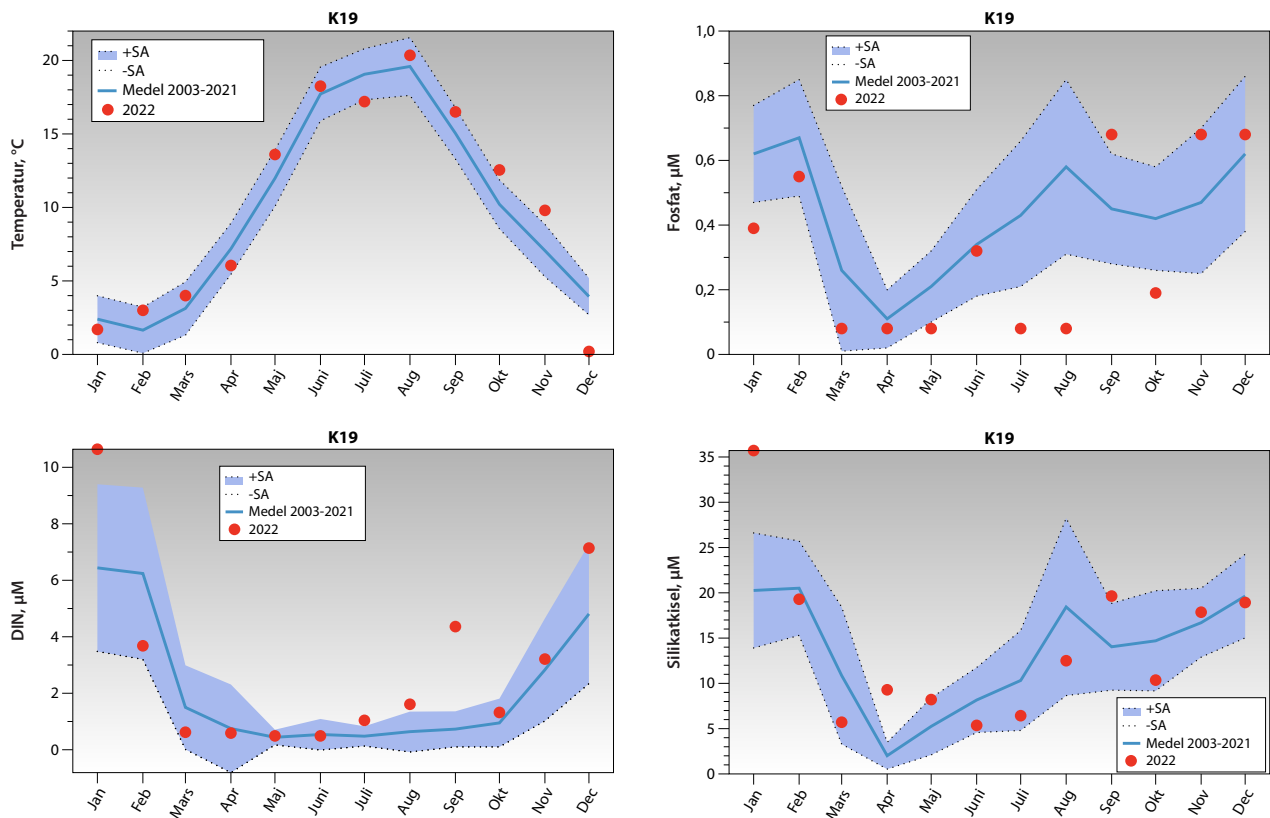 K19
Temperatur, °C
20
15
10
5
0
+SA
-SA
Medel 2003-2021
2022
Jan Feb Mars Apr Maj Juni Juli Aug Sep Okt Nov Dec
K19
Fosfat, µM
1,0
0,8
0,6
0,4
0,2
0
+SA
-SA
Medel 2003-2021
2022
Jan Feb Mars Apr Maj Juni Juli Aug Sep Okt Nov Dec
K19
DIN, µM
10
8
6
4
2
0
+SA
-SA
Medel 2003-2021
2022
Jan Feb Mars Apr Maj Juni Juli Aug Sep Okt Nov Dec
K19
Silikatkisel, µM
35
30
25
20
15
10
5
0
+SA
-SA
Medel 2003-2021
2022
Jan Feb Mars Apr Maj Juni Juli Aug Sep Okt Nov Dec